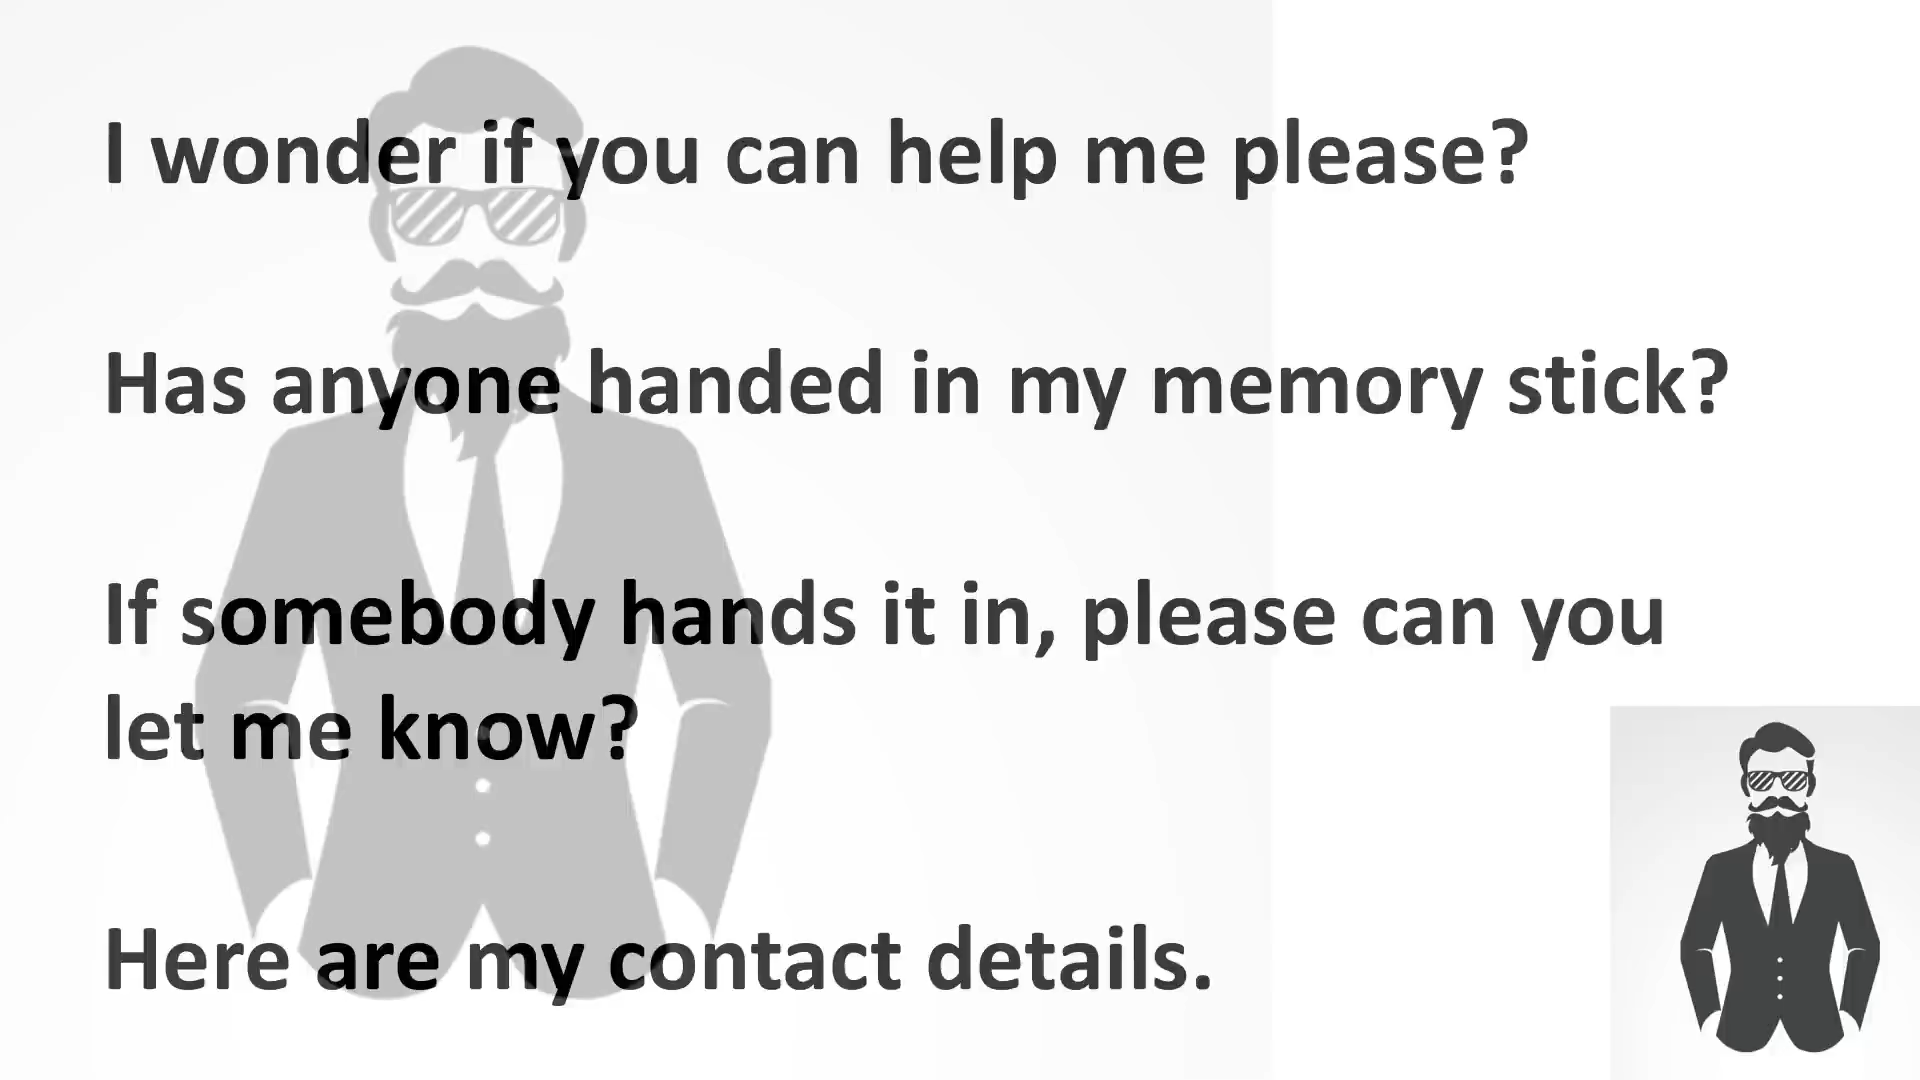 I wonder if you can help me please?
Has anyone handed in my memory stick?
If somebody hands it in, please can you
let me know?
Here are my contact details.